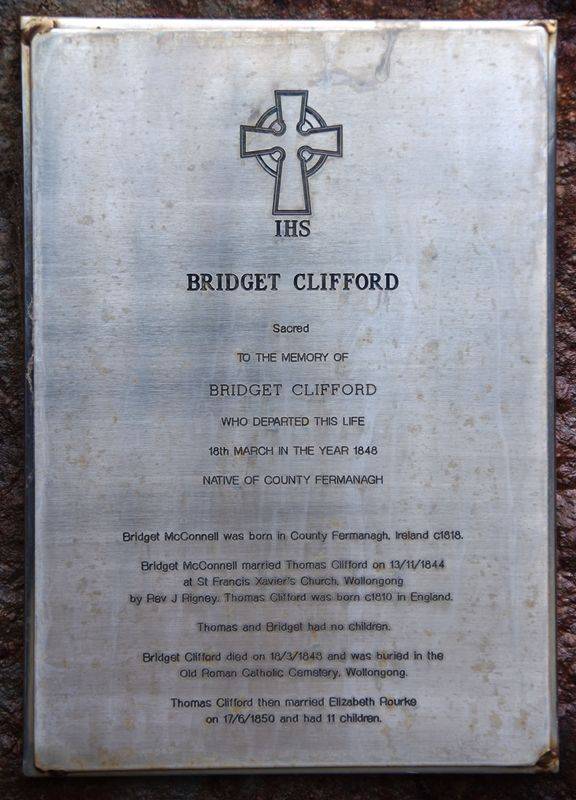 IHS
BRIDGET CLIFFORD
Sacred
TO THE MEMORY OF
BRIDGET CLIFFORD
WHO DEPARTED THIS LIFE
18th MARCH IN THE YEAR 1848
NATIVE OF COUNTY FERMANAGH
Bridget McConnell was born in County Fermanagh, Ireland c1818.
Bridget McConnell married Thomas Clifford on 13/11/1844
at St Francis Xavier's Church, Wollongong
by Rev J Rigney. Thomas Clifford was born c1810 in England.
Thomas and Bridget had no children.
Bridget Clifford died on 18/3/1848 and was buried in the
Old Roman Catholic Cemetery, Wollongong.
Thomas Clifford then married Elizabeth Rourke
on 17/6/1850 and had 11 children.